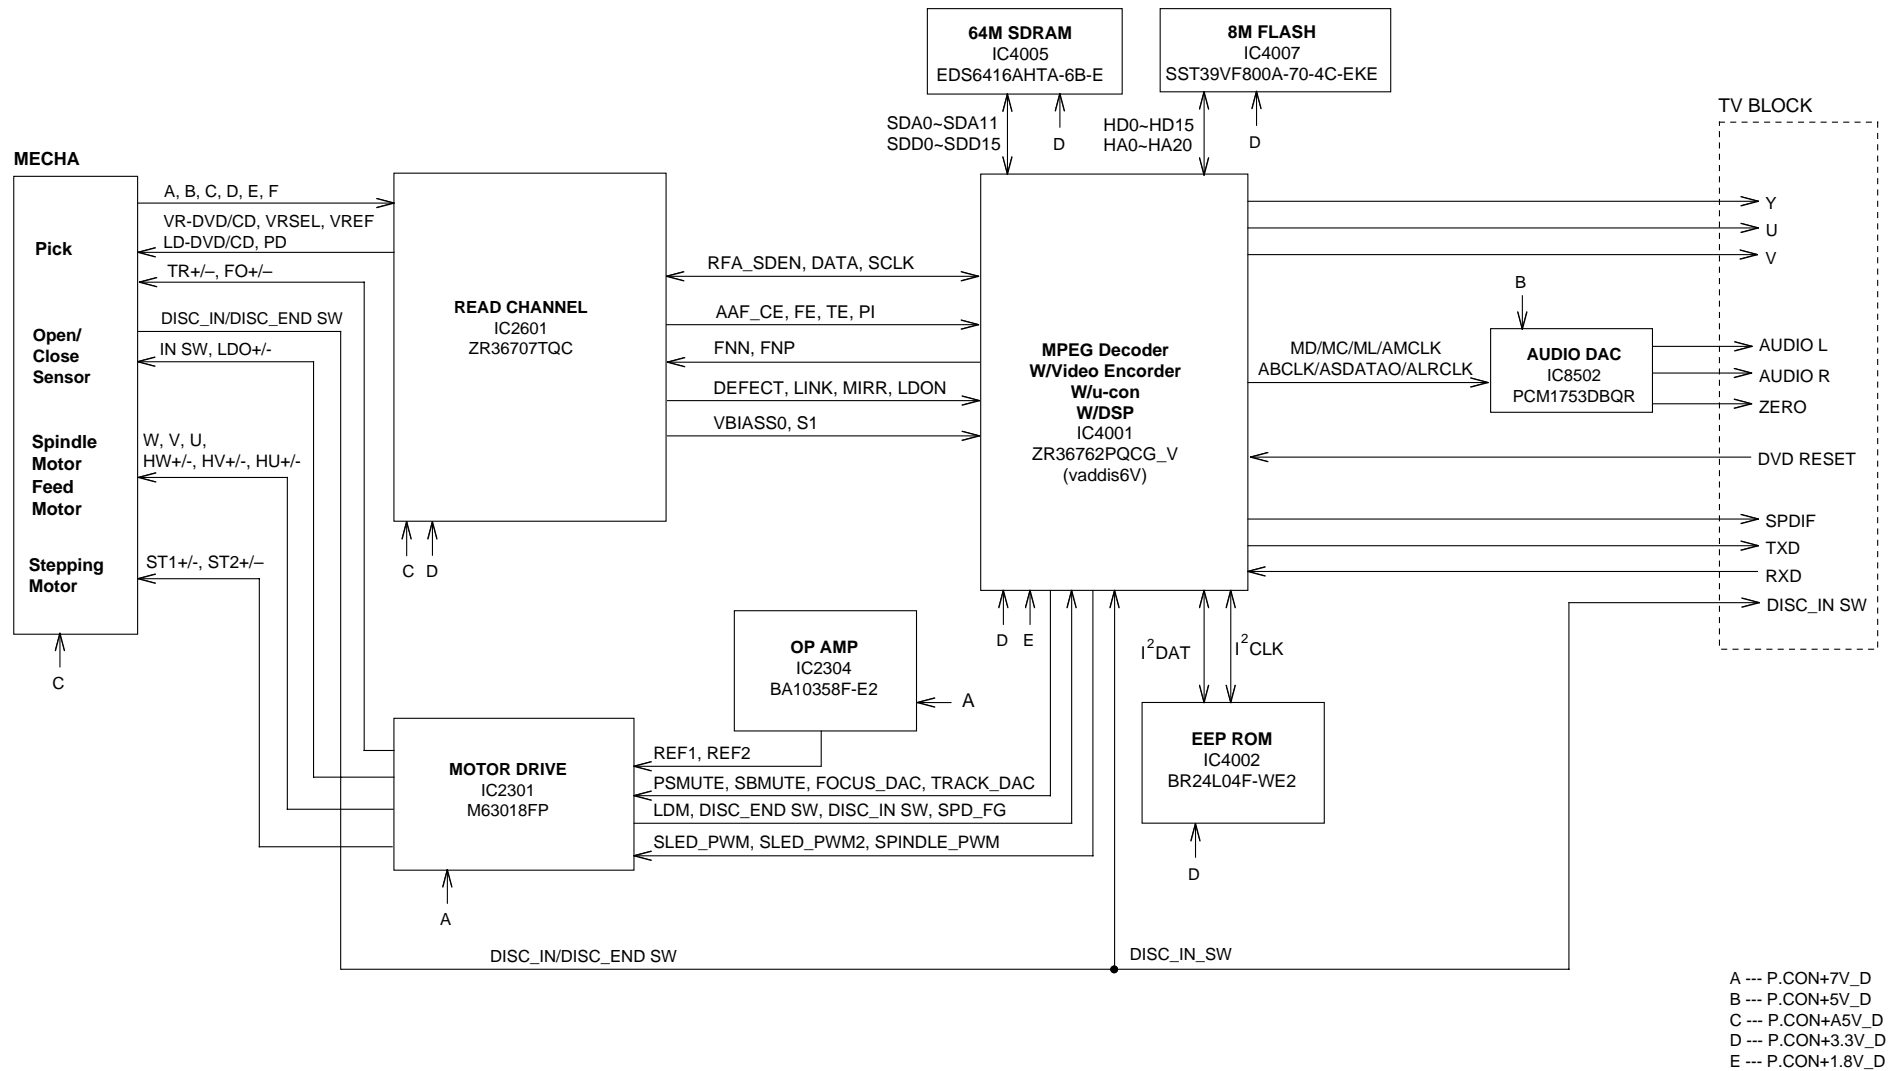 64M SDRAM
IC4005
EDS6416AHTA-6B-E
8M FLASH
IC4007
SST39VF800A-70-4C-EKE
TV BLOCK
SDA0~SDA11
SDD0~SDD15
D
HD0~HD15
HA0~HA20
D
MECHA
Pick
Open/
Close
Sensor
Spindle
Motor
Feed
Motor
Stepping
Motor
C
A, B, C, D, E, F
VR-DVD/CD, VRSEL, VREF
LD-DVD/CD, PD
TR+/–, FO+/–
DISC_IN/DISC_END SW
IN SW, LDO+/-
W, V, U,
HW+/-, HV+/-, HU+/-
ST1+/-, ST2+/–
READ CHANNEL
IC2601
ZR36707TQC
C
D
RFA_SDEN, DATA, SCLK
AAF_CE, FE, TE, PI
FNN, FNP
DEFECT, LINK, MIRR, LDON
VBIASS0, S1
MPEG Decoder
W/Video Encorder
W/u-con
W/DSP
IC4001
ZR36762PQCG_V
(vaddis6V)
D
E
I2DAT
I2CLK
MD/MC/ML/AMCLK
ABCLK/ASDATAO/ALRCLK
B
AUDIO DAC
IC8502
PCM1753DBQR
Y
U
V
AUDIO L
AUDIO R
ZERO
DVD RESET
SPDIF
TXD
RXD
DISC_IN SW
OP AMP
IC2304
BA10358F-E2
A
EEP ROM
IC4002
BR24L04F-WE2
D
MOTOR DRIVE
IC2301
M63018FP
A
REF1, REF2
PSMUTE, SBMUTE, FOCUS_DAC, TRACK_DAC
LDM, DISC_END SW, DISC_IN SW, SPD_FG
SLED_PWM, SLED_PWM2, SPINDLE_PWM
DISC_IN/DISC_END SW
DISC_IN_SW
A --- P.CON+7V_D
B --- P.CON+5V_D
C --- P.CON+A5V_D
D --- P.CON+3.3V_D
E --- P.CON+1.8V_D